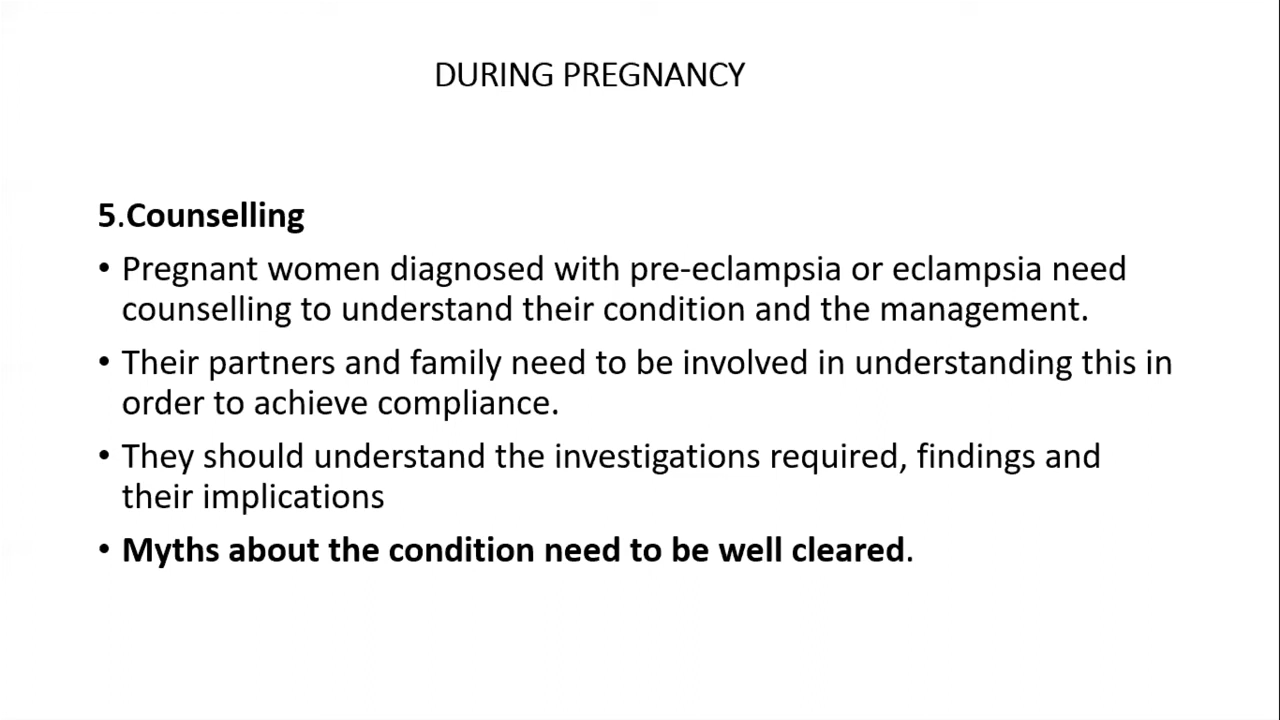 DURING PREGNANCY
5.Counselling
• Pregnant women diagnosed with pre-eclampsia or eclampsia need
counselling to understand their condition and the management.
• Their partners and family need to be involved in understanding this in
order to achieve compliance.
• They should understand the investigations required, findings and
their implications
• Myths about the condition need to be well cleared.